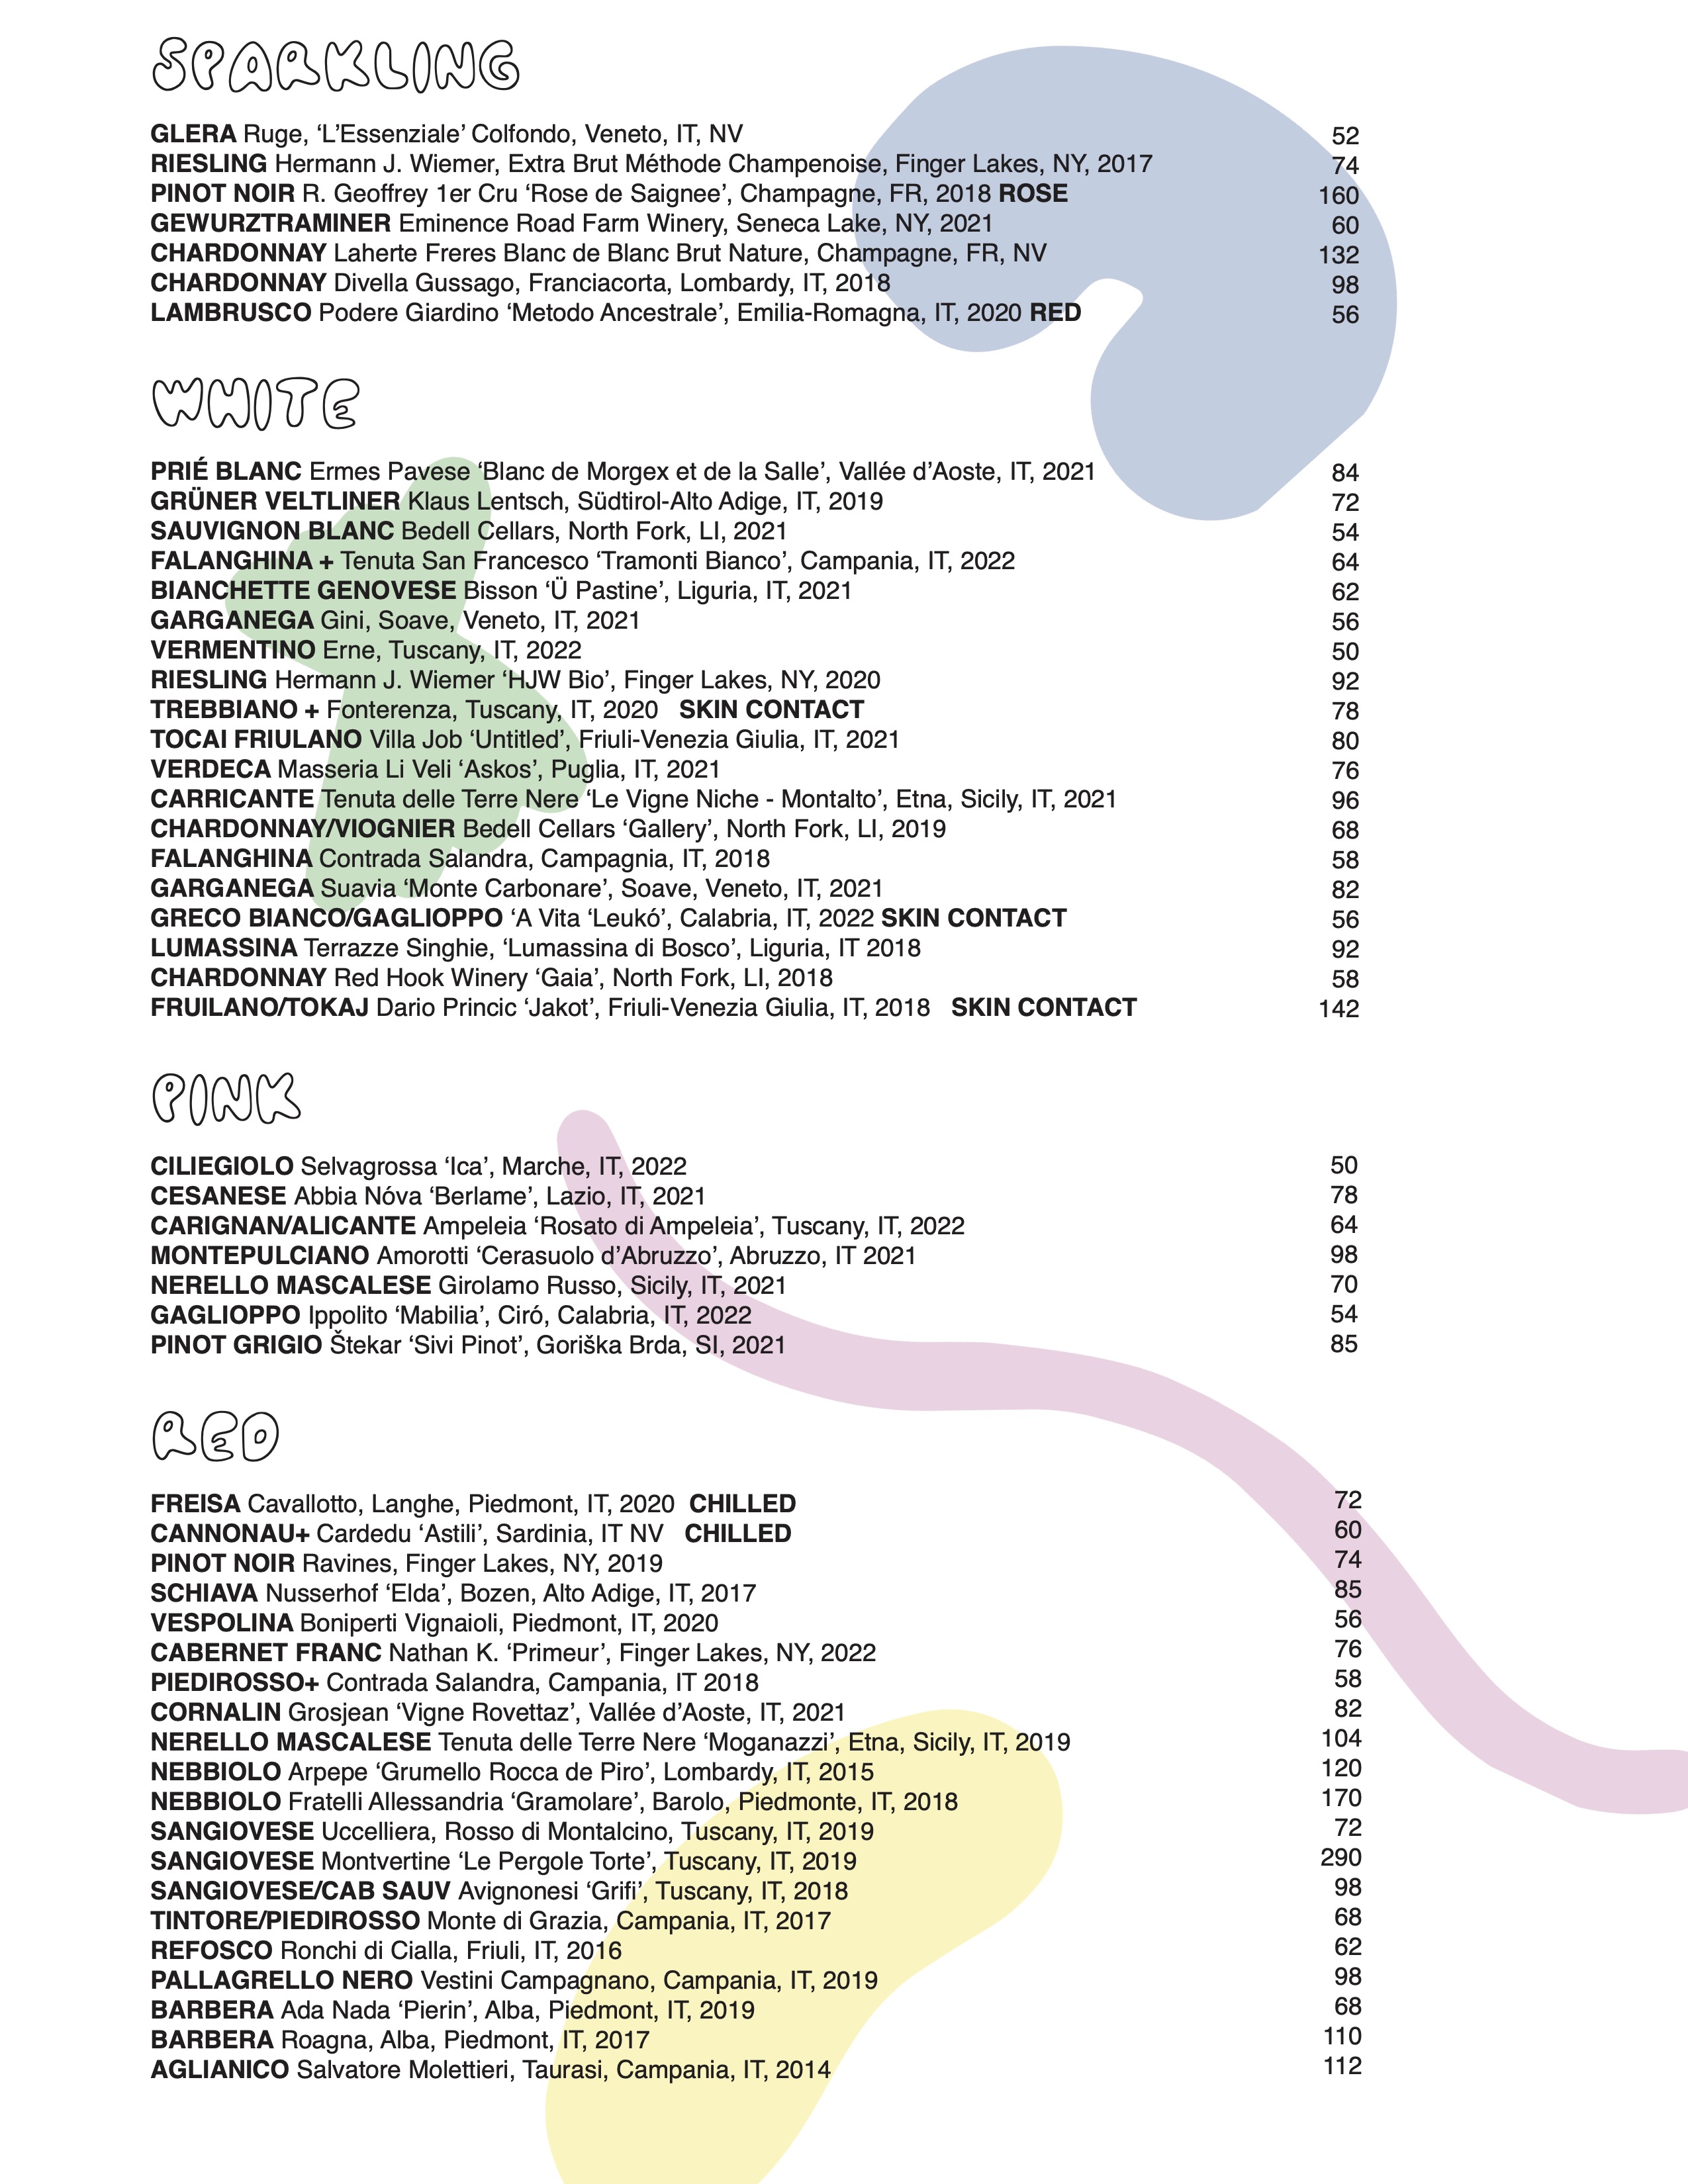 SPARKLING
GLERA Ruge, ‘L’Essenziale’ Colfondo, Veneto, IT, NV 52
RIESLING Hermann J. Wiemer, Extra Brut Méthode Champenoise, Finger Lakes, NY, 2017 74
PINOT NOIR R. Geoffrey 1er Cru ‘Rose de Saignee’, Champagne, FR, 2018 ROSE 160
GEWURZTRAMINER Eminence Road Farm Winery, Seneca Lake, NY, 2021 60
CHARDONNAY Laherte Freres Blanc de Blanc Brut Nature, Champagne, FR, NV 132
CHARDONNAY Divella Gussago, Franciacorta, Lombardy, IT, 2018 98
LAMBRUSCO Podere Giardino ‘Metodo Ancestrale’, Emilia-Romagna, IT, 2020 RED 56
WHITE
PRIÉ BLANC Ermes Pavese ‘Blanc de Morgex et de la Salle’, Vallée d’Aoste, IT, 2021 84
GRÜNER VELTLINER Klaus Lentsch, Südtirol-Alto Adige, IT, 2019 72
SAUVIGNON BLANC Bedell Cellars, North Fork, LI, 2021 54
FALANGHINA + Tenuta San Francesco ‘Tramonti Bianco’, Campania, IT, 2022 64
BIANCHETTE GENOVESE Bisson ‘Ü Pastine’, Liguria, IT, 2021 62
GARGANEGA Gini, Soave, Veneto, IT, 2021 56
VERMENTINO Erne, Tuscany, IT, 2022 50
RIESLING Hermann J. Wiemer ‘HJW Bio’, Finger Lakes, NY, 2020 92
TREBBIANO + Fonterenza, Tuscany, IT, 2020 SKIN CONTACT 78
TOCAI FRIULANO Villa Job ‘Untitled’, Friuli-Venezia Giulia, IT, 2021 80
VERDECA Masseria Li Veli ‘Askos’, Puglia, IT, 2021 76
CARRICANTE Tenuta delle Terre Nere ‘Le Vigne Niche - Montalto’, Etna, Sicily, IT, 2021 96
CHARDONNAY/VIOGNIER Bedell Cellars ‘Gallery’, North Fork, LI, 2019 68
FALANGHINA Contrada Salandra, Campagnia, IT, 2018 58
GARGANEGA Suavia ‘Monte Carbonare’, Soave, Veneto, IT, 2021 82
GRECO BIANCO/GAGLIOPPO ‘A Vita ‘Leukó’, Calabria, IT, 2022 SKIN CONTACT 56
LUMASSINA Terrazze Singhie, ‘Lumassina di Bosco’, Liguria, IT 2018 92
CHARDONNAY Red Hook Winery ‘Gaia’, North Fork, LI, 2018 58
FRUILANO/TOKAJ Dario Princic ‘Jakot’, Friuli-Venezia Giulia, IT, 2018 SKIN CONTACT 142
PINK
CILIEGIOLO Selvagrossa ‘Ica’, Marche, IT, 2022 50
CESANESE Abbia Nóva ‘Berlame’, Lazio, IT, 2021 78
CARIGNAN/ALICANTE Ampeleia ‘Rosato di Ampeleia’, Tuscany, IT, 2022 64
MONTEPULCIANO Amorotti ‘Cerasuolo d’Abruzzo’, Abruzzo, IT 2021 98
NERELLO MASCALESE Girolamo Russo, Sicily, IT, 2021 70
GAGLIOPPO Ippolito ‘Mabilia’, Ciró, Calabria, IT, 2022 54
PINOT GRIGIO Štekar ‘Sivi Pinot’, Goriška Brda, SI, 2021 85
RED
FREISA Cavallotto, Langhe, Piedmont, IT, 2020 CHILLED 72
CANNONAU+ Cardedu ‘Astili’, Sardinia, IT NV CHILLED 60
PINOT NOIR Ravines, Finger Lakes, NY, 2019 74
SCHIAVA Nusserhof ‘Elda’, Bozen, Alto Adige, IT, 2017 85
VESPOLINA Boniperti Vignaioli, Piedmont, IT, 2020 56
CABERNET FRANC Nathan K. ‘Primeur’, Finger Lakes, NY, 2022 76
PIEDIROSSO+ Contrada Salandra, Campania, IT 2018 58
CORNALIN Grosjean ‘Vigne Rovettaz’, Vallée d’Aoste, IT, 2021 82
NERELLO MASCALESE Tenuta delle Terre Nere ‘Moganazzi’, Etna, Sicily, IT, 2019 104
NEBBIOLO Arpepe ‘Grumello Rocca de Piro’, Lombardy, IT, 2015 120
NEBBIOLO Fratelli Allessandria ‘Gramolare’, Barolo, Piedmonte, IT, 2018 170
SANGIOVESE Uccelliera, Rosso di Montalcino, Tuscany, IT, 2019 72
SANGIOVESE Montvertine ‘Le Pergole Torte’, Tuscany, IT, 2019 290
SANGIOVESE/CAB SAUV Avignonesi ‘Grifi’, Tuscany, IT, 2018 98
TINTORE/PIEDIROSSO Monte di Grazia, Campania, IT, 2017 68
REFOSCO Ronchi di Cialla, Friuli, IT, 2016 62
PALLAGRELLO NERO Vestini Campagnano, Campania, IT, 2019 98
BARBERA Ada Nada ‘Pierin’, Alba, Piedmont, IT, 2019 68
BARBERA Roagna, Alba, Piedmont, IT, 2017 110
AGLIANICO Salvatore Molettieri, Taurasi, Campania, IT, 2014 112